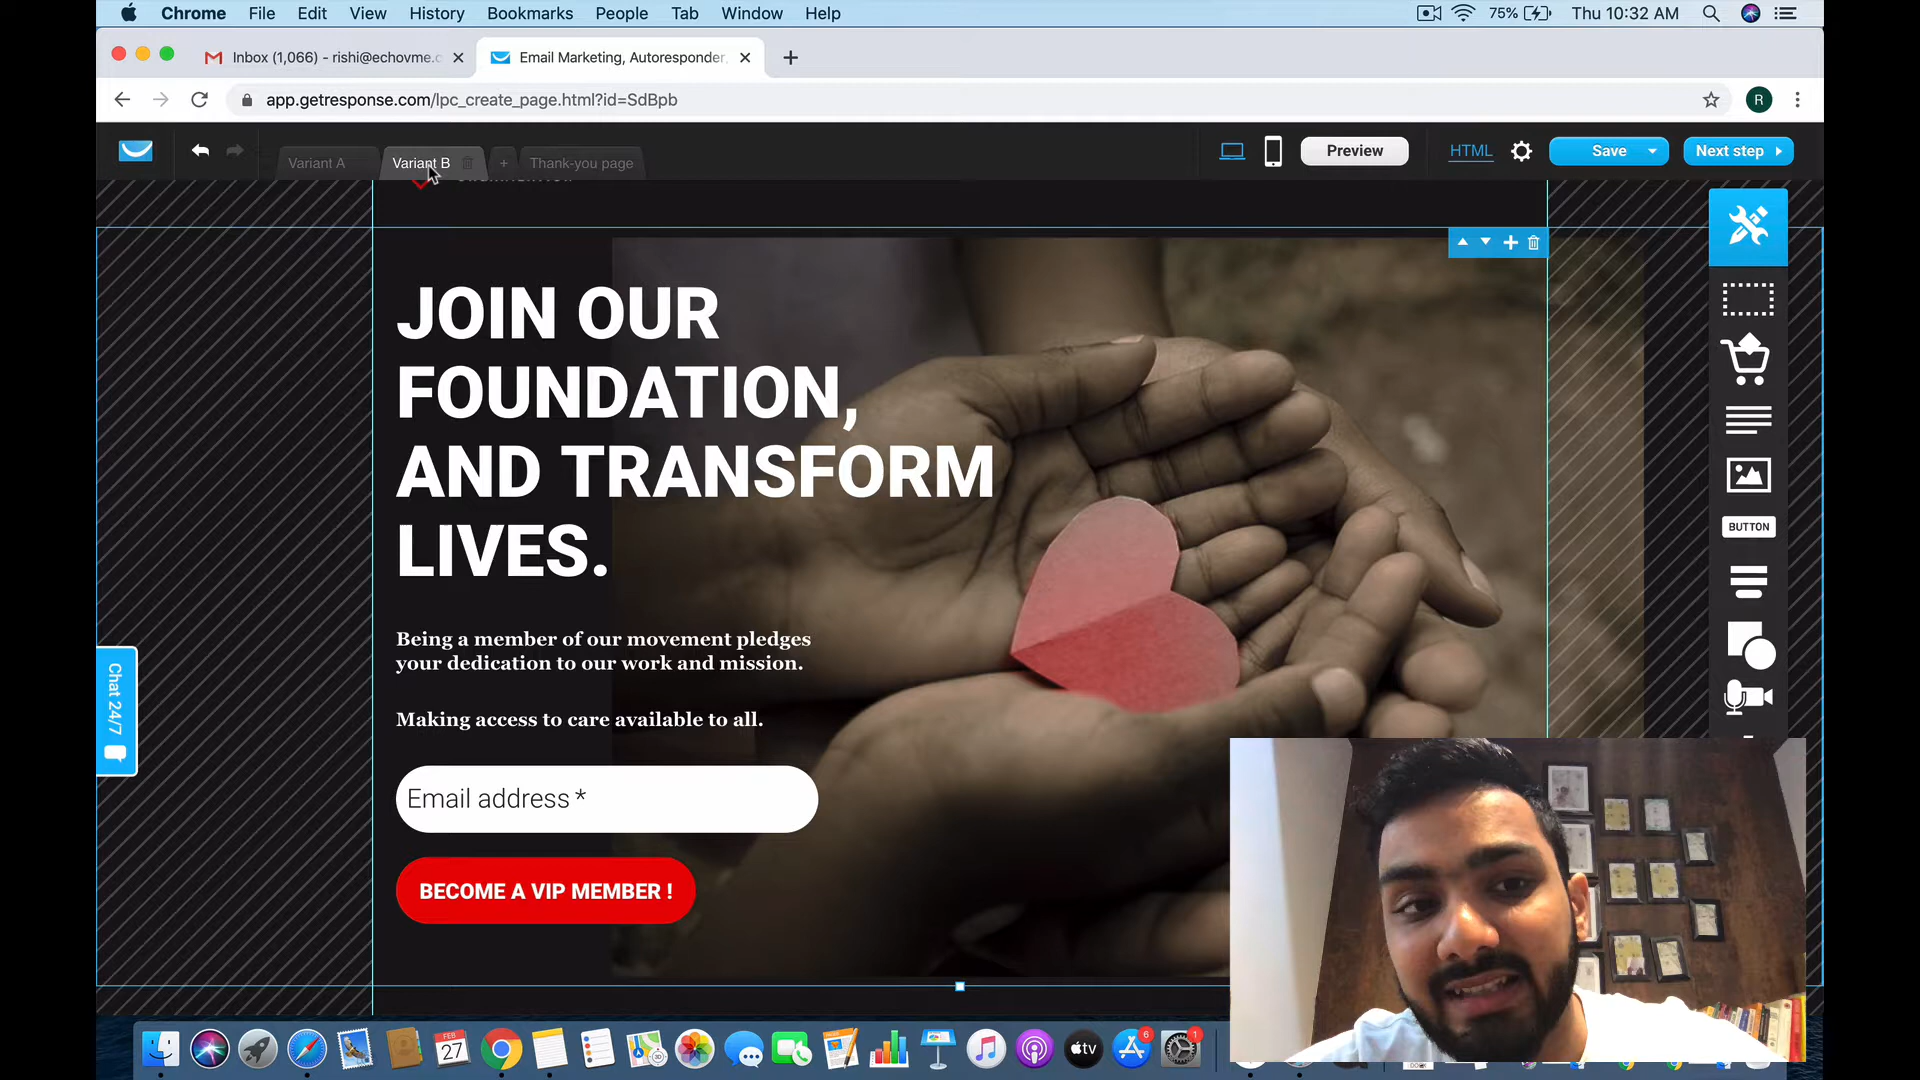 Chrome File Edit View History Bookmarks People Tab Window Help 75% Thu 10:32 AM
Inbox (1,066) - rishi@echovme.c
Email Marketing, Autoresponder,
app.getresponse.com/lpc_create_page.html?id=SdBpb
R
Variant A
Variant B
+
Thank-you page
Preview
HTML
Save
Next step
JOIN OUR
FOUNDATION,
AND TRANSFORM
LIVES.
Being a member of our movement pledges
your dedication to our work and mission.
Making access to care available to all.
Email address *
BECOME A VIP MEMBER !
BUTTON
Chat 24/7
FEB
27
tv
6
1